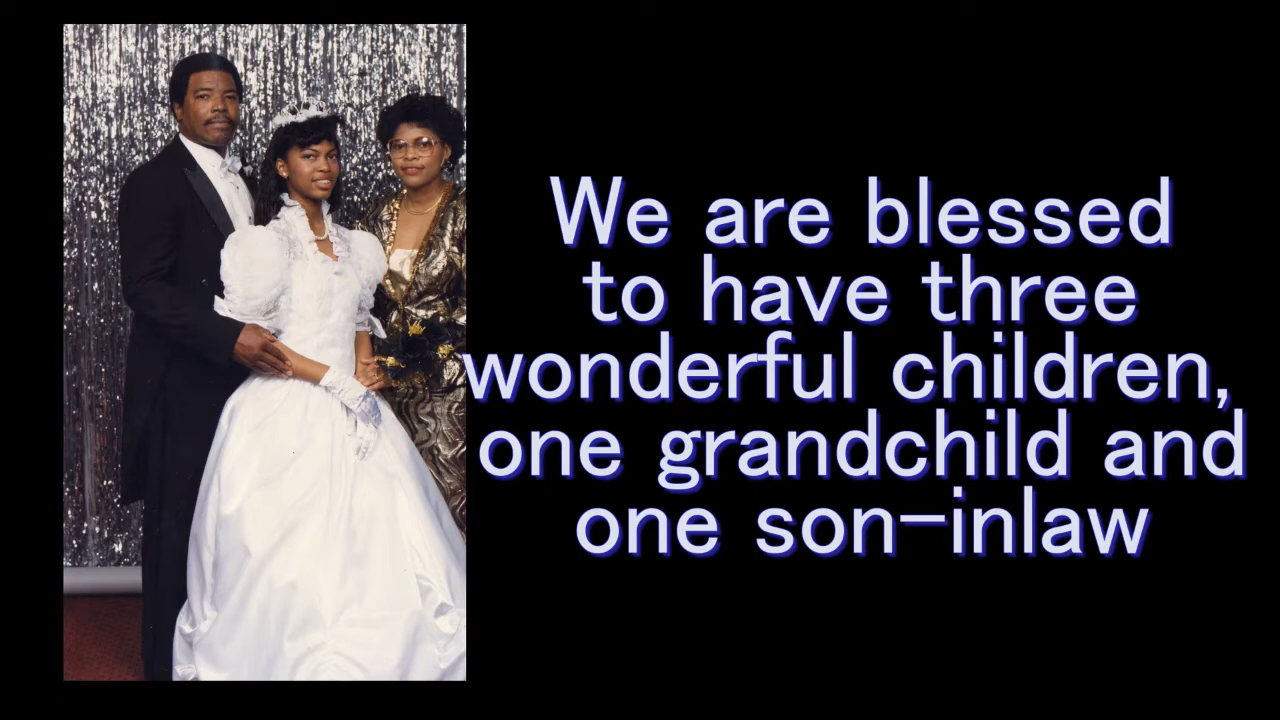 We are blessed
to have three
wonderful children,
one grandchild and
one son-inlaw